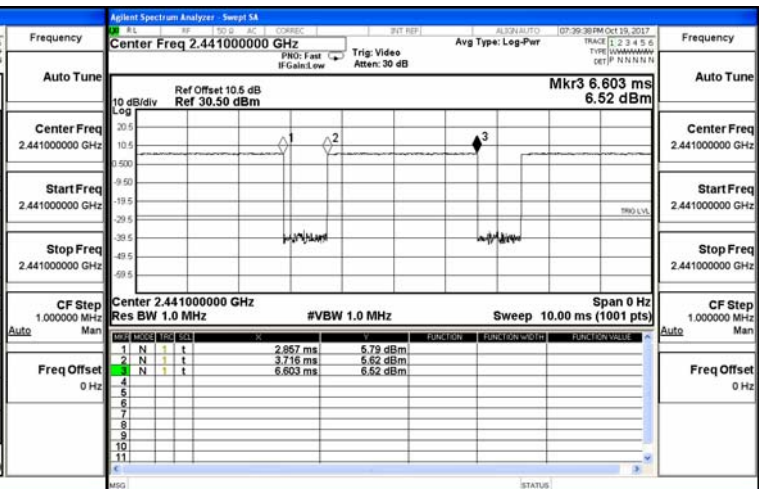 Frequency
Auto Tune
Center Freq
2.441000000 GHz
Start Freq
2.441000000 GHz
Stop Freq
2.441000000 GHz
CF Step
1.000000 MHz
Auto Man
Freq Offset
0 Hz
Agilent Spectrum Analyzer - Swept SA
RL RF 50 Ω AC CORREC INT REF ALIGNAUTO 07:39:38 PM Oct 19, 2017
Center Freq 2.441000000 GHz
PNO: Fast
IFGain:Low
Trig: Video
Atten: 30 dB
Avg Type: Log-Pwr
TRACE 1 2 3 4 5 6
TYPE
DET P N N N N N
Ref Offset 10.5 dB
Ref 30.50 dBm
10 dB/div
Log
Mkr3 6.603 ms
6.52 dBm
20.5
10.5
0.500
-9.50
-19.5
-29.5
-39.5
-49.5
-59.5
1
2
3
TRIG LVL
Center 2.441000000 GHz
Span 0 Hz
Res BW 1.0 MHz
#VBW 1.0 MHz
Sweep 10.00 ms (1001 pts)
MKR MODE TRC SCL X Y FUNCTION FUNCTION WIDTH FUNCTION VALUE
1 N 1 t 2.857 ms 5.79 dBm
2 N 1 t 3.716 ms 5.62 dBm
3 N 1 t 6.603 ms 6.52 dBm
4
5
6
7
8
9
10
11
MSG
STATUS
Frequency
Auto Tune
Center Freq
2.441000000 GHz
Start Freq
2.441000000 GHz
Stop Freq
2.441000000 GHz
CF Step
1.000000 MHz
Auto Man
Freq Offset
0 Hz